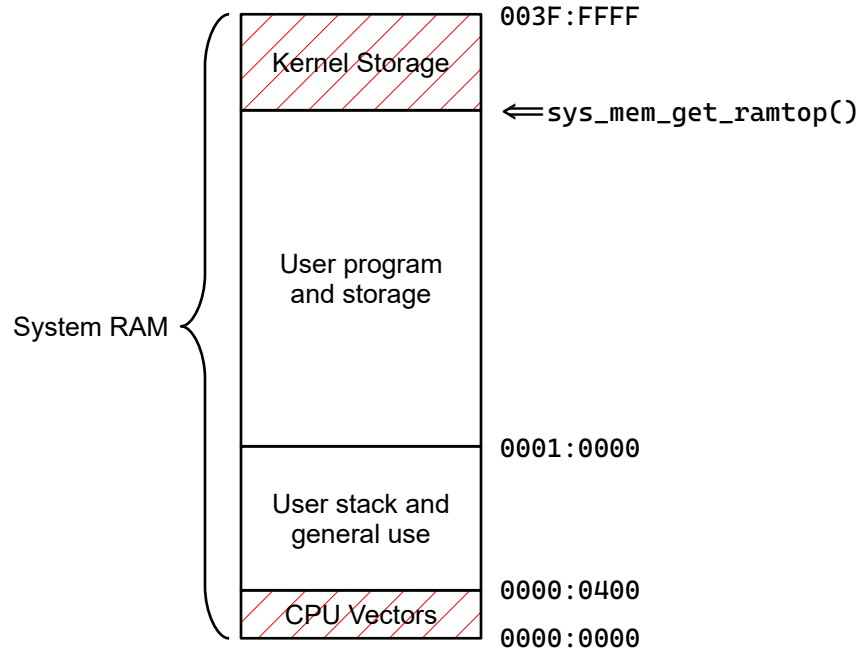 003F:FFFF
Kernel Storage
⇐sys_mem_get_ramtop()
User program
and storage
System RAM
0001:0000
User stack and
general use
0000:0400
CPU Vectors
0000:0000